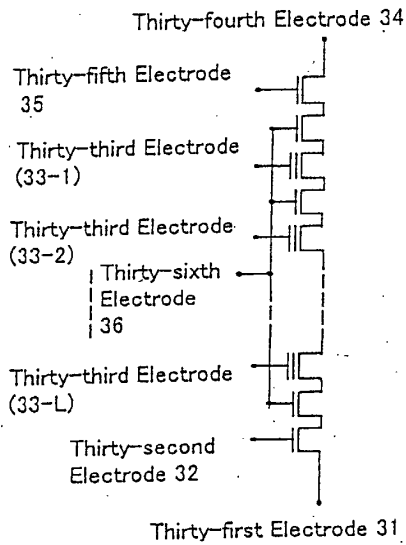 Thirty-fourth Electrode 34
Thirty-fifth Electrode
35
Thirty-third Electrode
(33-1)
Thirty-third Electrode
(33-2)
Thirty-sixth
Electrode
36
Thirty-third Electrode
(33-L)
Thirty-second
Electrode 32
Thirty-first Electrode 31